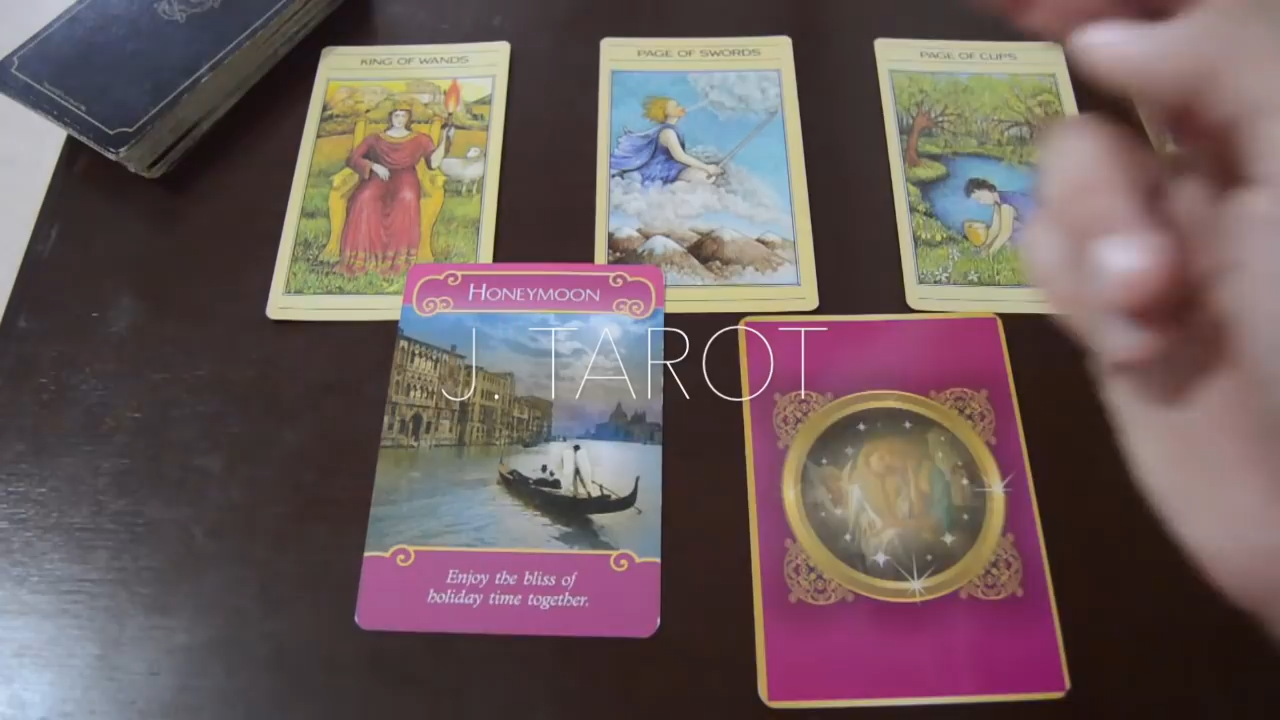 KING OF WANDS
PAGE OF SWORDS
PAGE OF CUPS
HONEYMOON
J. TAROT
Enjoy the bliss of
holiday time together.